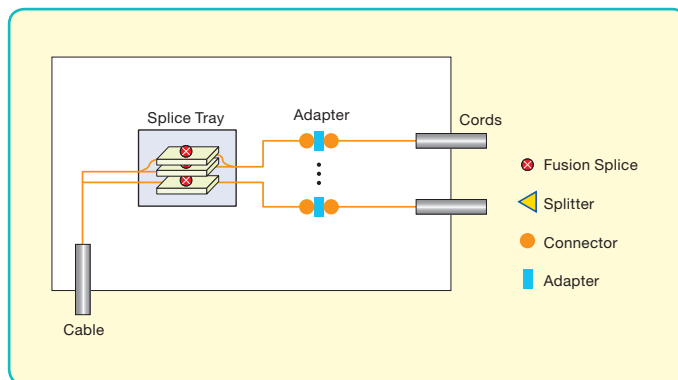 Splice Tray
Adapter
Cords
Cable
Fusion Splice
Splitter
Connector
Adapter